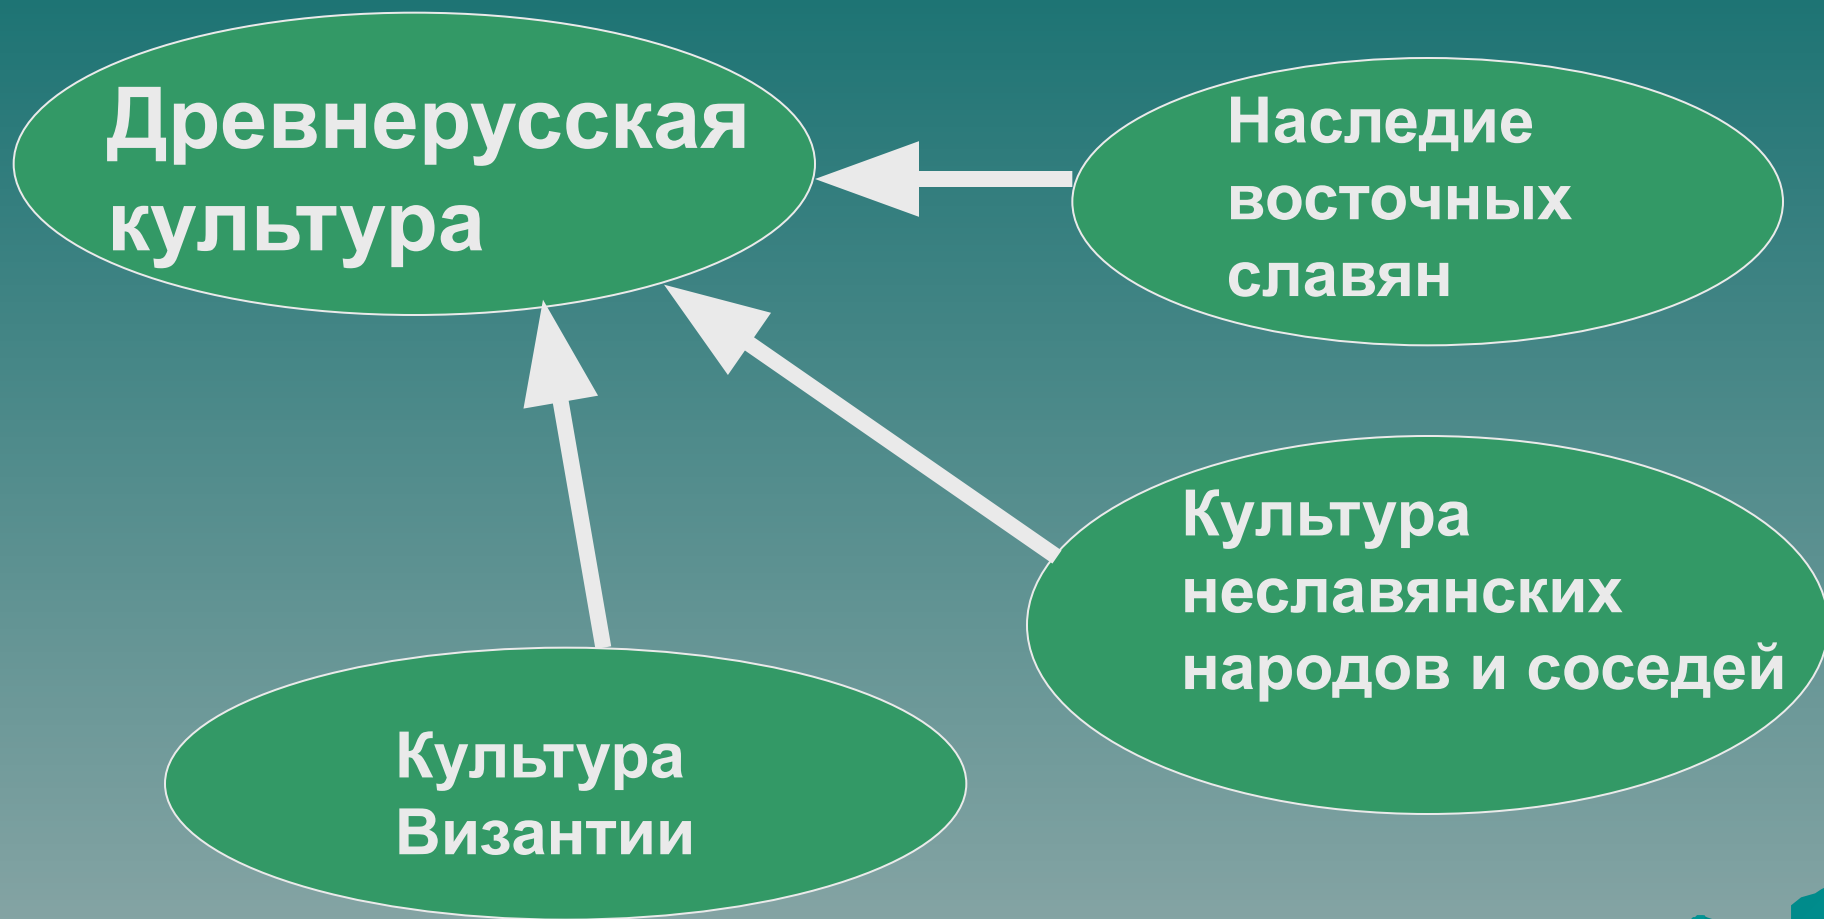 Древнерусская
культура
Наследие
восточных
славян
Культура
неславянских
народов и соседей
Культура
Византии